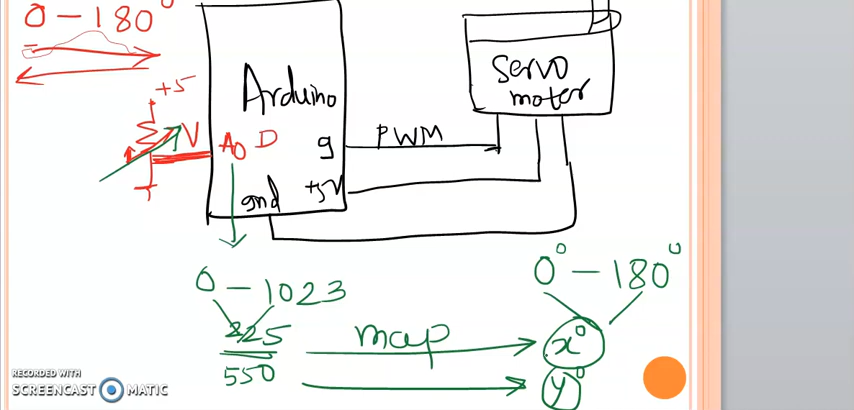 0 - 180°
+5
V
Arduino
A0 D
9
gnd +5V
PWM
Servo
motor
0 - 1023
0° - 180°
225
map
x°
550
y°
RECORDED WITH
SCREENCAST MATIC